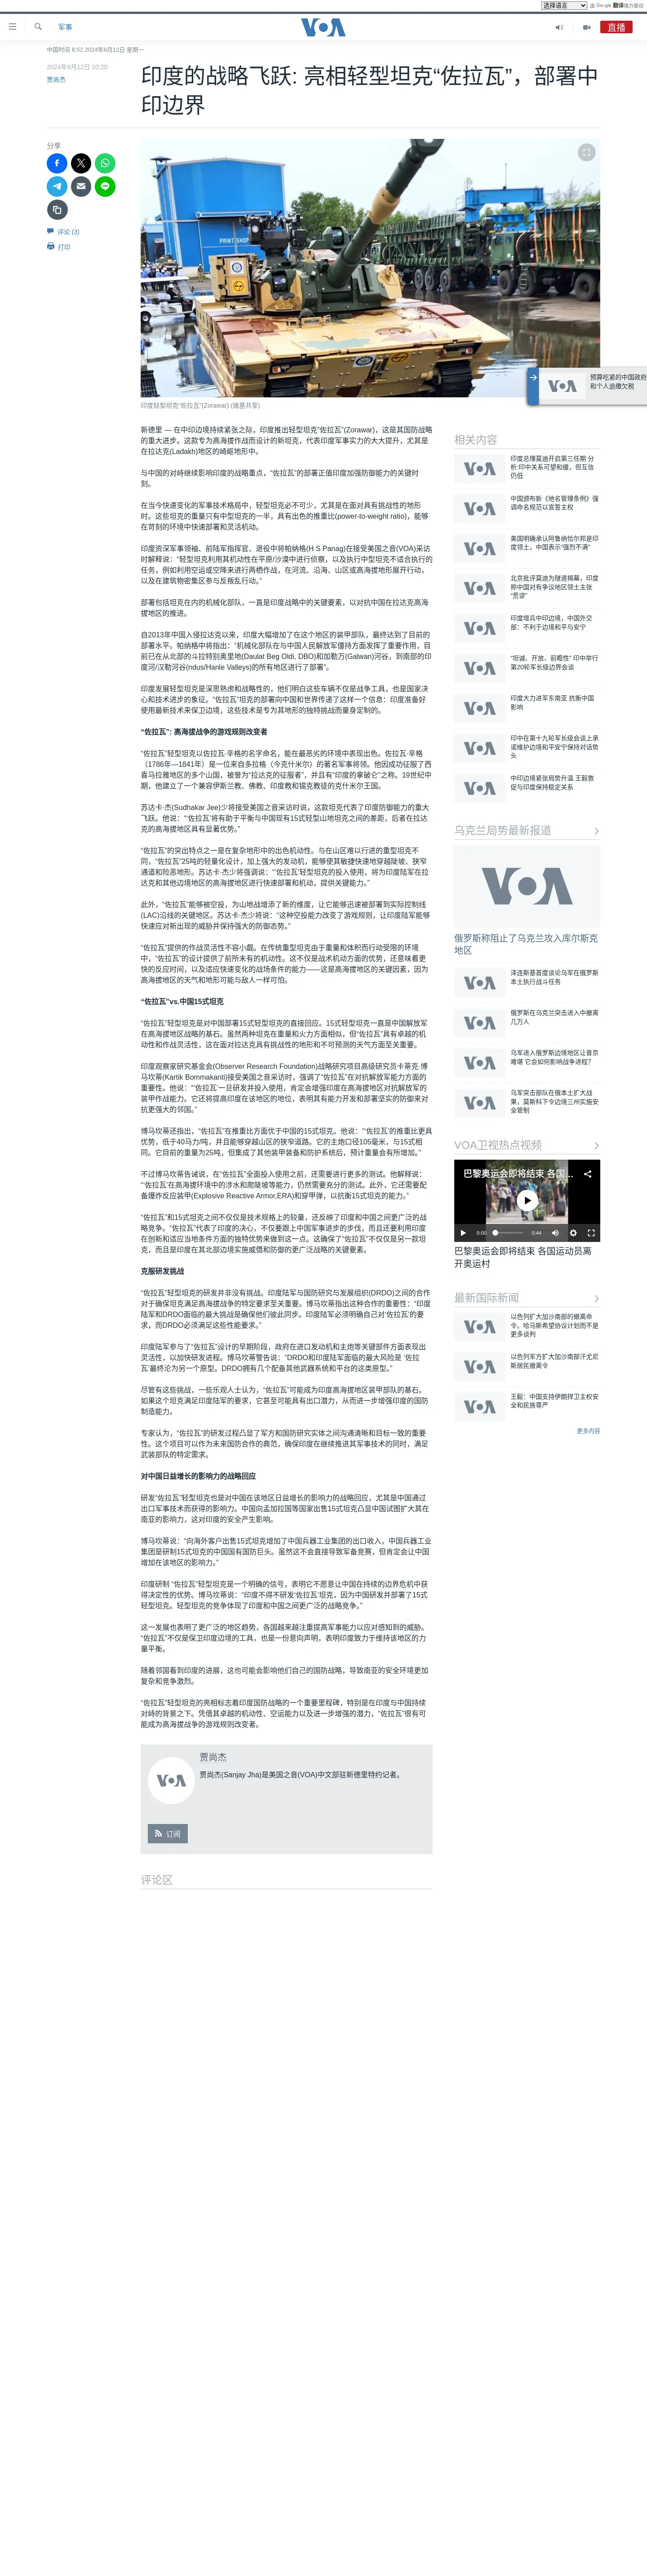 选择语言
由 Google 翻译强力驱动
军事
VOA
直播
中国时间 8:52 2024年8月12日 星期一
2024年8月12日 03:20
贾尚杰
印度的战略飞跃: 亮相轻型坦克“佐拉瓦”，部署中
印边界
分享
评论 (3)
打印
PAINT SHOP
PRINT SHOP
印度轻型坦克“佐拉瓦”(Zorawar) (维基共享)
预算吃紧的中国政府
和个人追缴欠税
新德里 — 在中印边境持续紧张之际，印度推出轻型坦克“佐拉瓦”(Zorawar)，这是其国防战略
的重大进步。这款专为高海拔作战而设计的新坦克，代表印度军事实力的大大提升，尤其是
在拉达克(Ladakh)地区的崎岖地形中。
与中国的对峙继续影响印度的战略重点，“佐拉瓦”的部署正值印度加强防御能力的关键时
刻。
在当今快速变化的军事技术格局中，轻型坦克必不可少，尤其是在面对具有挑战性的地形
时。这些坦克的重量只有中型坦克的一半，具有出色的推重比(power-to-weight ratio)，能够
在苛刻的环境中快速部署和灵活机动。
印度资深军事领袖、前陆军指挥官、退役中将帕纳格(H S Panag)在接受美国之音(VOA)采访
时解释说：“轻型坦克利用其机动性在平原/沙漠中进行侦察，以及执行中型坦克不适合执行的
任务，例如利用空运或空降来进行两栖作战，在河流、沿海、山区或高海拔地形展开行动，
以及在建筑物密集区参与反叛乱行动。”
部署包括坦克在内的机械化部队，一直是印度战略中的关键要素，以对抗中国在拉达克高海
拔地区的推进。
自2013年中国入侵拉达克以来，印度大幅增加了在这个地区的装甲部队，最终达到了目前的
部署水平。帕纳格中将指出：“机械化部队在与中国人民解放军僵持方面发挥了重要作用，目
前已在从北部的斗拉特别奥里地(Daulat Beg Oldi, DBO)和加勒万(Galwan)河谷，到南部的印
度河/汉勒河谷(ndus/Hanle Valleys)的所有地区进行了部署”。
印度发展轻型坦克是深思熟虑和战略性的，他们明白这些车辆不仅是战争工具，也是国家决
心和技术进步的象征。“佐拉瓦”坦克的部署向中国和世界传递了这样一个信息：印度准备好
使用最新技术来保卫边境，这些技术是专为其地形的独特挑战而量身定制的。
“佐拉瓦”: 高海拔战争的游戏规则改变者
“佐拉瓦”轻型坦克以佐拉瓦·辛格的名字命名，能在最恶劣的环境中表现出色。佐拉瓦·辛格
（1786年—1841年）是一位来自多拉格（今克什米尔）的著名军事将领。他因成功征服了西
喜马拉雅地区的多个山国，被誉为“拉达克的征服者”，并且有“印度的拿破仑”之称。19世纪中
期，他建立了一个兼容伊斯兰教、佛教、印度教和锡克教徒的克什米尔王国。
苏达卡·杰(Sudhakar Jee)少将接受美国之音采访时说，这款坦克代表了印度防御能力的重大
飞跃。他说：“‘佐拉瓦’将有助于平衡与中国现有15式轻型山地坦克之间的差距，后者在拉达
克的高海拔地区具有显著优势。”
“佐拉瓦”的突出特点之一是在复杂地形中的出色机动性。与在山区难以行进的重型坦克不
同，“佐拉瓦”25吨的轻量化设计，加上强大的发动机，能够使其敏捷快速地穿越陡坡、狭窄
通道和险恶地形。苏达卡·杰少将强调说：“‘佐拉瓦’轻型坦克的投入使用，将为印度陆军在拉
达克和其他边境地区的高海拔地区进行快速部署和机动，提供关键能力。”
此外，“佐拉瓦”能够被空投，为山地战增添了新的维度，让它能够迅速被部署到实际控制线
(LAC)沿线的关键地区。苏达卡·杰少将说：“这种空投能力改变了游戏规则，让印度陆军能够
快速应对新出现的威胁并保持强大的防御态势。”
“佐拉瓦”提供的作战灵活性不容小觑。在传统重型坦克由于重量和体积而行动受限的环境
中，“佐拉瓦”的设计提供了前所未有的机动性。这不仅是战术机动方面的优势，还意味着更
快的反应时间，以及适应快速变化的战场条件的能力——这是高海拔地区的关键因素，因为
高海拔地区的天气和地形可能与敌人一样可怕。
“佐拉瓦”vs.中国15式坦克
“佐拉瓦”轻型坦克是对中国部署15式轻型坦克的直接回应。15式轻型坦克一直是中国解放军
在高海拔地区战略的基石。虽然两种坦克在重量和火力方面相似，但“佐拉瓦”具有卓越的机
动性和作战灵活性，这在面对拉达克具有挑战性的地形和不可预测的天气方面至关重要。
印度观察家研究基金会(Observer Research Foundation)战略研究项目高级研究员卡蒂克·博
马坎蒂(Kartik Bommakanti)接受美国之音采访时，强调了“佐拉瓦”在对抗解放军能力方面的
重要性。他说：“‘佐拉瓦’一旦研发并投入使用，肯定会增强印度在高海拔地区对抗解放军的
装甲作战能力。它还将提高印度在该地区的地位，表明其有能力开发和部署坚实的防御来对
抗更强大的邻国。”
博马坎蒂还指出，“佐拉瓦”在推重比方面优于中国的15式坦克。他说：“‘佐拉瓦’的推重比更具
优势，低于40马力/吨，并且能够穿越山区的狭窄道路。它的主炮口径105毫米，与15式相
同。它目前的重量为25吨，但集成了其他装甲装备和防护系统后，预计重量会有所增加。”
不过博马坎蒂告诫说，在“佐拉瓦”全面投入使用之前，还需要进行更多的测试。他解释说：
“‘佐拉瓦’在高海拔环境中的涉水和爬陡坡等能力，仍然需要充分的测试。此外，它还需要配
备爆炸反应装甲(Explosive Reactive Armor,ERA)和穿甲弹，以抗衡15式坦克的能力。”
“佐拉瓦”和15式坦克之间不仅仅是技术规格上的较量，还反映了印度和中国之间更广泛的战
略竞争。“佐拉瓦”代表了印度的决心，不仅要跟上中国军事进步的步伐，而且还要利用印度
在创新和适应当地条件方面的独特优势来做到这一点。这确保了“佐拉瓦”不仅仅是另一款坦
克，而且是印度在其北部边境实施威慑和防御的更广泛战略的关键要素。
克服研发挑战
“佐拉瓦”轻型坦克的研发并非没有挑战。印度陆军与国防研究与发展组织(DRDO)之间的合作
对于确保坦克满足高海拔战争的特定要求至关重要。博马坎蒂指出这种合作的重要性：“印度
陆军和DRDO面临的最大挑战是确保他们彼此同步。印度陆军必须明确自己对‘佐拉瓦’的要
求，而DRDO必须满足这些性能要求。”
印度陆军参与了“佐拉瓦”设计的早期阶段，政府在进口发动机和主炮等关键部件方面表现出
灵活性，以加快研发进程。博马坎蒂警告说：“DRDO和印度陆军面临的最大风险是 ‘佐拉
瓦’最终沦为另一个原型。DRDO拥有几个配备其他武器系统和平台的这类原型。”
尽管有这些挑战，一些乐观人士认为，“佐拉瓦”可能成为印度高海拔地区装甲部队的基石。
如果这个坦克满足印度陆军的要求，它甚至可能具有出口潜力，从而进一步增强印度的国防
制造能力。
专家认为，“佐拉瓦”的研发过程凸显了军方和国防研究实体之间沟通清晰和目标一致的重要
性。这个项目可以作为未来国防合作的典范，确保印度在继续推进其军事技术的同时，满足
武装部队的特定需求。
对中国日益增长的影响力的战略回应
研发“佐拉瓦”轻型坦克也是对中国在该地区日益增长的影响力的战略回应，尤其是中国通过
出口军事技术而获得的影响力。中国向孟加拉国等国家出售15式坦克凸显中国试图扩大其在
南亚的影响力，这对印度的安全产生影响。
博马坎蒂说：“向海外客户出售15式坦克增加了中国兵器工业集团的出口收入，中国兵器工业
集团是研制15式坦克的中国国有国防巨头。虽然这不会直接导致军备竞赛，但肯定会让中国
增加在该地区的影响力。”
印度研制 “佐拉瓦”轻型坦克是一个明确的信号，表明它不愿意让中国在持续的边界危机中获
得决定性的优势。博马坎蒂说：“印度不得不研发‘佐拉瓦’坦克，因为中国研发并部署了15式
轻型坦克。轻型坦克的竞争体现了印度和中国之间更广泛的战略竞争。”
这一发展也表明了更广泛的地区趋势，各国越来越注重提高军事能力以应对感知到的威胁。
“佐拉瓦”不仅是保卫印度边境的工具，也是一份意向声明，表明印度致力于维持该地区的力
量平衡。
随着邻国看到印度的进展，这也可能会影响他们自己的国防战略，导致南亚的安全环境更加
复杂和竞争激烈。
“佐拉瓦”轻型坦克的亮相标志着印度国防战略的一个重要里程碑，特别是在印度与中国持续
对峙的背景之下。凭借其卓越的机动性、空运能力以及进一步增强的潜力，“佐拉瓦”很有可
能成为高海拔战争的游戏规则改变者。
贾尚杰
贾尚杰(Sanjay Jha)是美国之音(VOA)中文部驻新德里特约记者。
订阅
评论区
相关内容
印度总理莫迪开启第三任期 分
析:印中关系可望和缓，但互信
仍低
中国颁布新《地名管理条例》强
调命名规范以宣誓主权
美国明确承认阿鲁纳恰尔邦是印
度领土，中国表示“强烈不满”
北京批评莫迪为隧道揭幕，印度
称中国对有争议地区领土主张
“荒谬”
印度增兵中印边境，中国外交
部：不利于边境和平与安宁
“坦诚、开放、前瞻性” 印中举行
第20轮军长级边界会谈
印度大力进军东南亚 抗衡中国
影响
印中在第十九轮军长级会谈上承
诺维护边境和平安宁保持对话势
头
中印边境紧张局势升温 王毅敦
促与印度保持稳定关系
乌克兰局势最新报道
俄罗斯称阻止了乌克兰攻入库尔斯克
地区
泽连斯基首度谈论乌军在俄罗斯
本土执行战斗任务
俄罗斯在乌克兰突击进入中撤离
几万人
乌军进入俄罗斯边境地区让普京
难堪 它会如何影响战争进程?
乌军突击部队在俄本土扩大战
果，莫斯科下令边境三州实施安
全管制
VOA卫视热点视频
巴黎奥运会即将结束 各国...
0:00
0:44
巴黎奥运会即将结束 各国运动员离
开奥运村
最新国际新闻
以色列扩大加沙南部的撤离命
令，哈马斯希望协议计划而不是
更多谈判
以色列军方扩大加沙南部汗尤尼
斯居民撤离令
王毅：中国支持伊朗捍卫主权安
全和民族尊严
更多内容